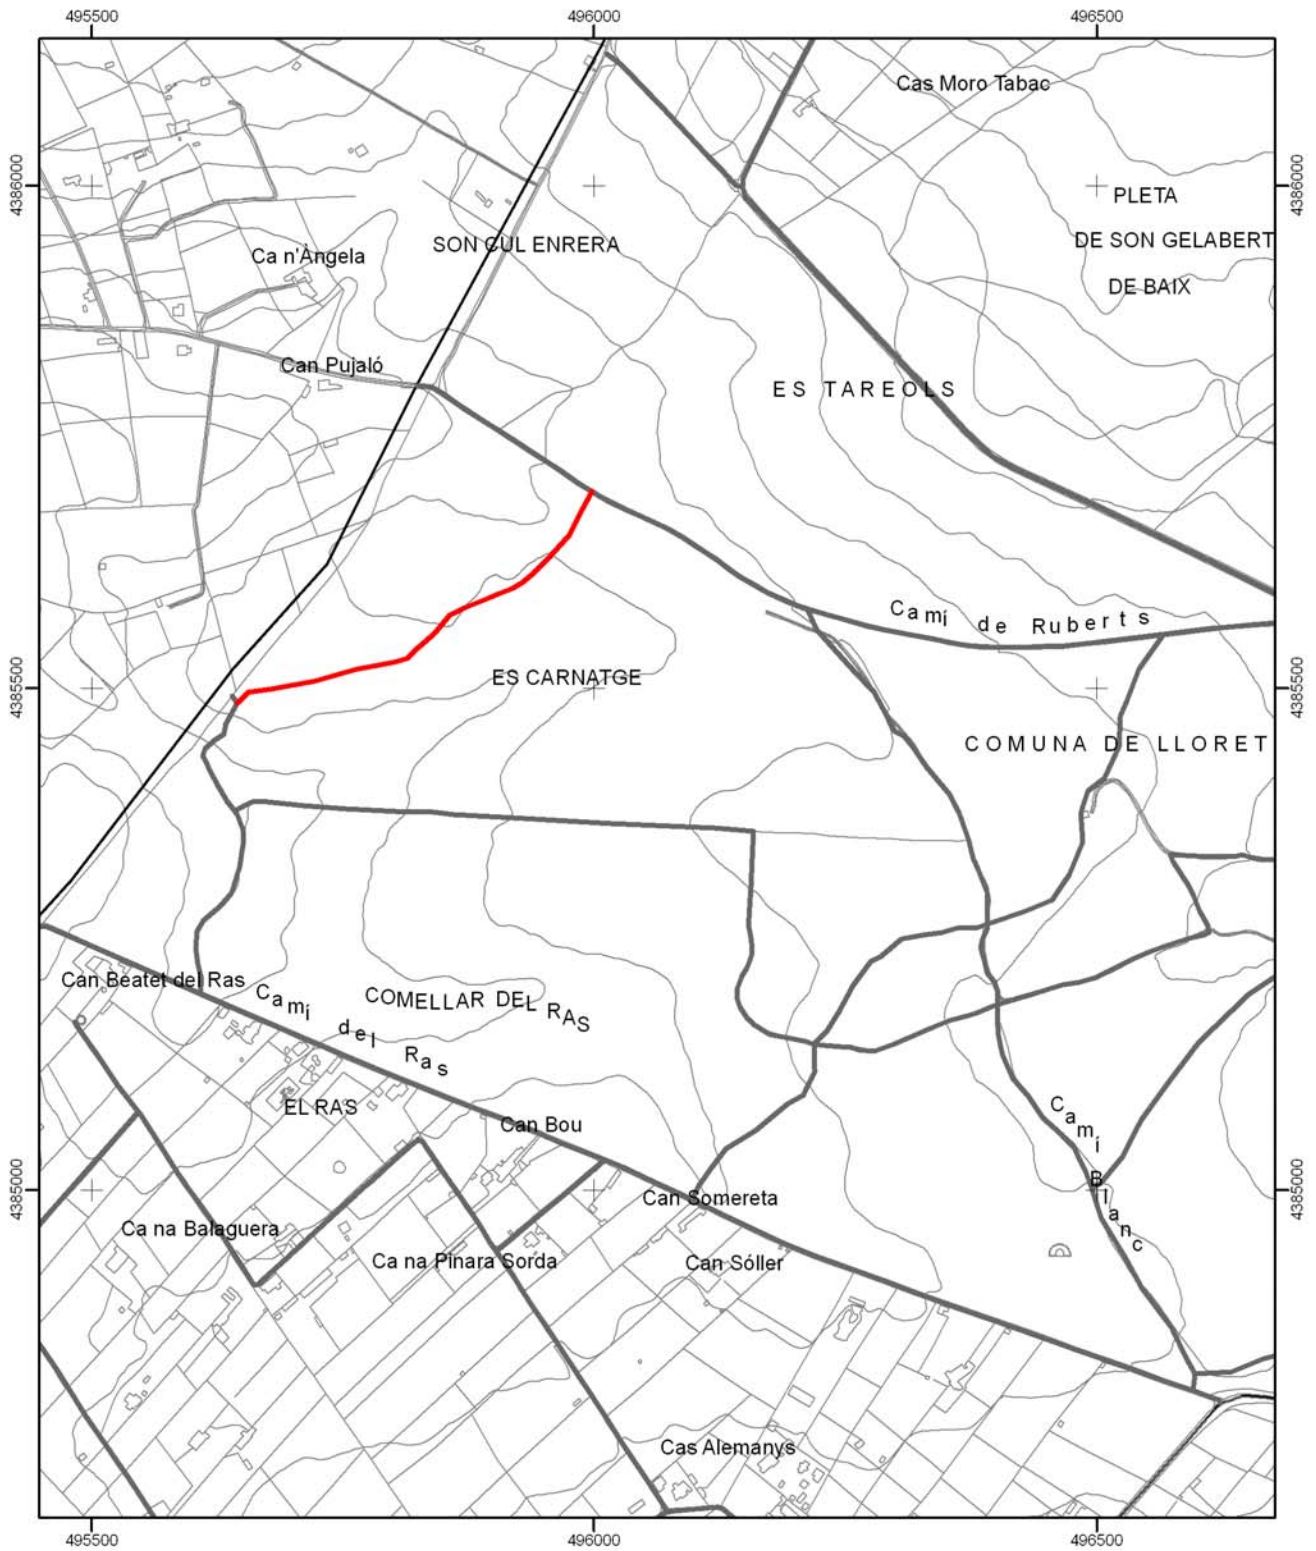 495500
496000
496500
Cas Moro Tabac
4386000
4386000
PLETA
DE SON GELABERT
DE BAIX
SON GUL ENRERA
Ca n'Àngela
Can Pujaló
ES TAREOLS
Camí de Ruberts
ES CARNATGE
4385500
4385500
COMUNA DE LLORET
Can Beatet del Ras
Camí del Ras
COMELLAR DEL RAS
EL RAS
Can Bou
Camí Blanc
4385000
4385000
Can Somereta
Ca na Balaguera
Ca na Pinara Sorda
Can Sóller
Cas Alemanys
495500
496000
496500